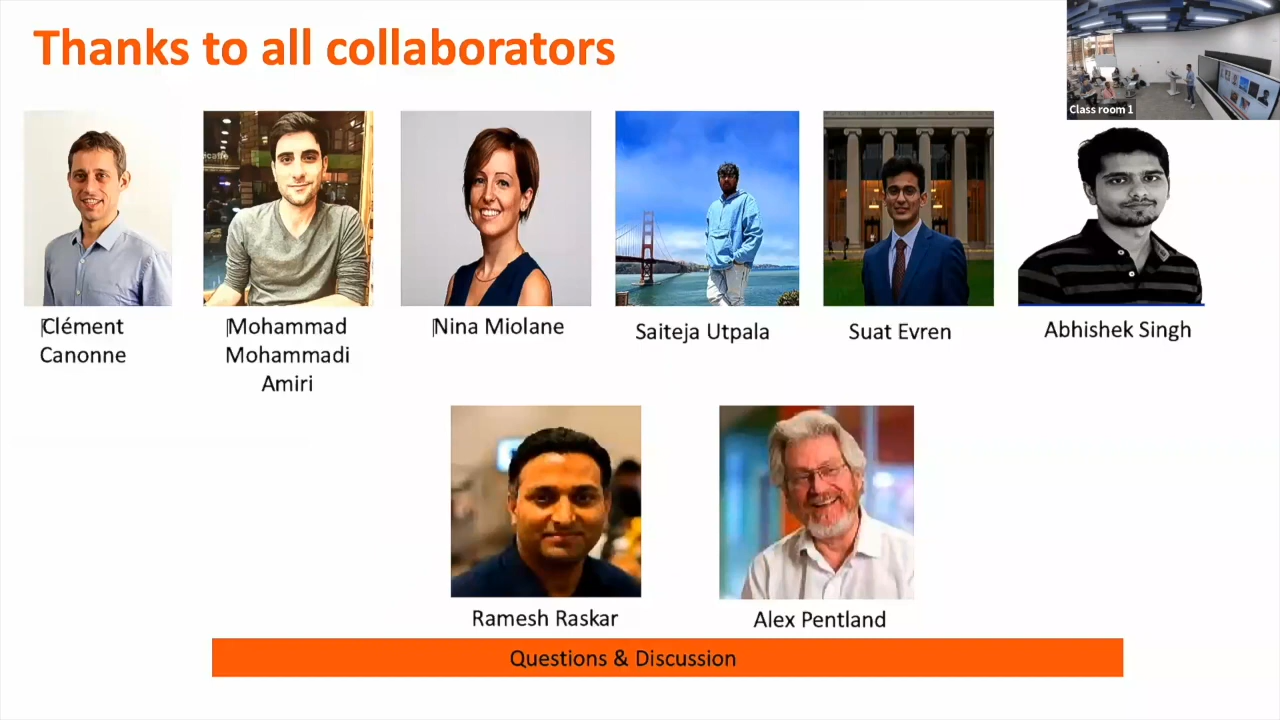 Thanks to all collaborators
Class room 1
Clément
Canonne
Mohammad
Mohammadi
Amiri
Nina Miolane
Saiteja Utpala
Suat Evren
Abhishek Singh
Ramesh Raskar
Alex Pentland
Questions & Discussion